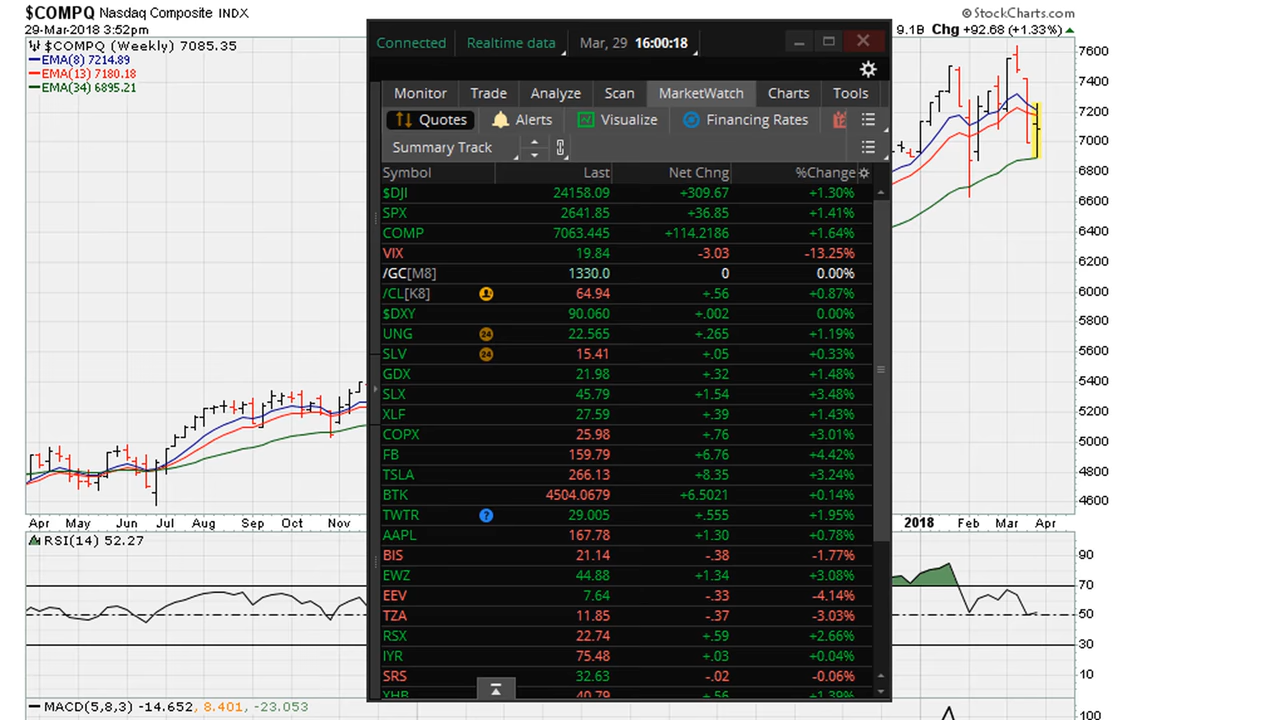 $COMPQ Nasdaq Composite INDX
© StockCharts.com
29-Mar-2018 3:52pm
9.1B Chg +92.68 (+1.33%)
$COMPQ (Weekly) 7085.35
EMA(8) 7214.89
EMA(13) 7180.18
EMA(34) 6895.21
Connected Realtime data Mar, 29 16:00:18
Monitor Trade Analyze Scan MarketWatch Charts Tools
Quotes Alerts Visualize Financing Rates
Summary Track
Symbol Last Net Chng %Change
$DJI 24158.09 +309.67 +1.30%
SPX 2641.85 +36.85 +1.41%
COMP 7063.445 +114.2186 +1.64%
VIX 19.84 -3.03 -13.25%
/GC[M8] 1330.0 0 0.00%
/CL[K8] 64.94 +.56 +0.87%
$DXY 90.060 +.002 0.00%
UNG 24 22.565 +.265 +1.19%
SLV 24 15.41 +.05 +0.33%
GDX 21.98 +.32 +1.48%
SLX 45.79 +1.54 +3.48%
XLF 27.59 +.39 +1.43%
COPX 25.98 +.76 +3.01%
FB 159.79 +6.76 +4.42%
TSLA 266.13 +8.35 +3.24%
BTK 4504.0679 +6.5021 +0.14%
TWTR ? 29.005 +.555 +1.95%
AAPL 167.78 +1.30 +0.78%
BIS 21.14 -.38 -1.77%
EWZ 44.88 +1.34 +3.08%
EEV 7.64 -.33 -4.14%
TZA 11.85 -.37 -3.03%
RSX 22.74 +.59 +2.66%
IYR 75.48 +.03 +0.04%
SRS 32.63 -.02 -0.06%
XHB 40.79 +.56 +1.39%
7600
7400
7200
7000
6800
6600
6400
6200
6000
5800
5600
5400
5200
5000
4800
4600
Apr May Jun Jul Aug Sep Oct Nov 2018 Feb Mar Apr
RSI(14) 52.27
90
70
50
30
10
MACD(5,8,3) -14.652, 8.401, -23.053
100